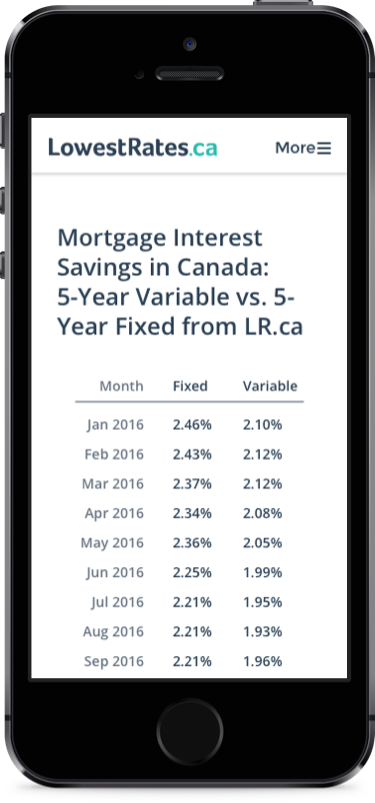 LowestRates.ca More
Mortgage Interest
Savings in Canada:
5-Year Variable vs. 5-
Year Fixed from LR.ca
Month Fixed Variable
Jan 2016 2.46% 2.10%
Feb 2016 2.43% 2.12%
Mar 2016 2.37% 2.12%
Apr 2016 2.34% 2.08%
May 2016 2.36% 2.05%
Jun 2016 2.25% 1.99%
Jul 2016 2.21% 1.95%
Aug 2016 2.21% 1.93%
Sep 2016 2.21% 1.96%